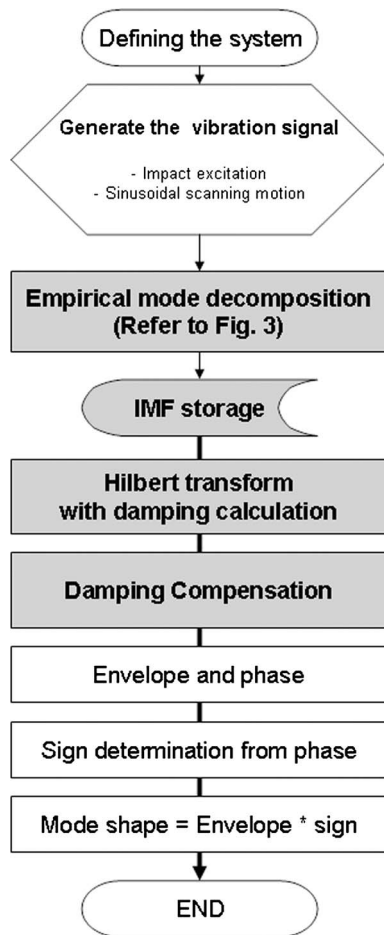 Defining the system
Generate the vibration signal
- Impact excitation
- Sinusoidal scanning motion
Empirical mode decomposition
(Refer to Fig. 3)
IMF storage
Hilbert transform
with damping calculation
Damping Compensation
Envelope and phase
Sign determination from phase
Mode shape = Envelope * sign
END